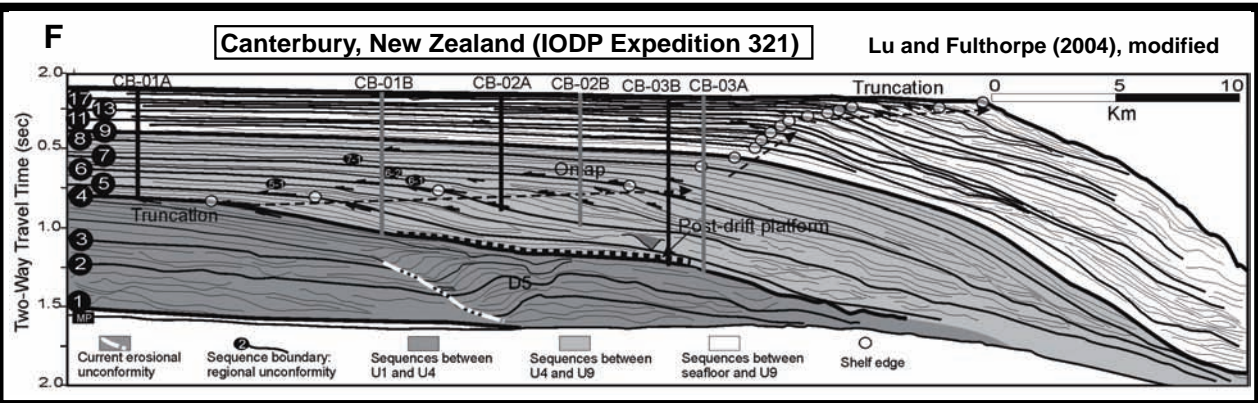 F
Canterbury, New Zealand (IODP Expedition 321)
Lu and Fulthorpe (2004), modified
2.0
CB-01A
CB-01B
CB-02A
CB-02B
CB-03B
CB-03A
Truncation
0
5
10
Km
17
13
11
9
8
7
6
5
4
3
2
1
MP
0.5
1.0
1.5
2.0
Two-Way Travel Time (sec)
Onlap
Truncation
Post-drift platform
D5
Current erosional
unconformity
2
Sequence boundary:
regional unconformity
Sequences between
U1 and U4
Sequences between
U4 and U9
Sequences between
seafloor and U9
Shelf edge